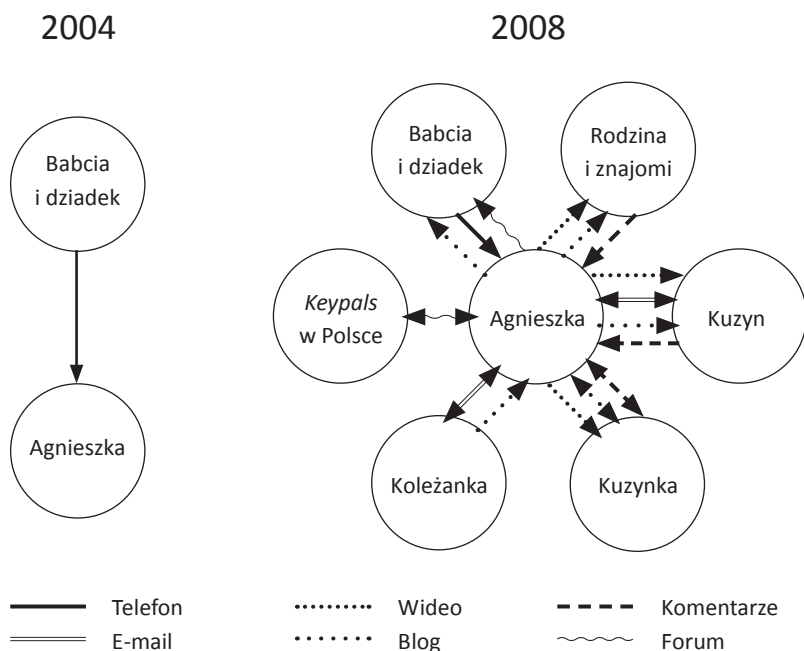 2004
2008
Babcia
i dziadek
Agnieszka
Babcia
i dziadek
Rodzina
i znajomi
Keypals
w Polsce
Agnieszka
Kuzyn
Koleżanka
Kuzynka
Telefon
Wideo
Komentarze
E-mail
Blog
Forum